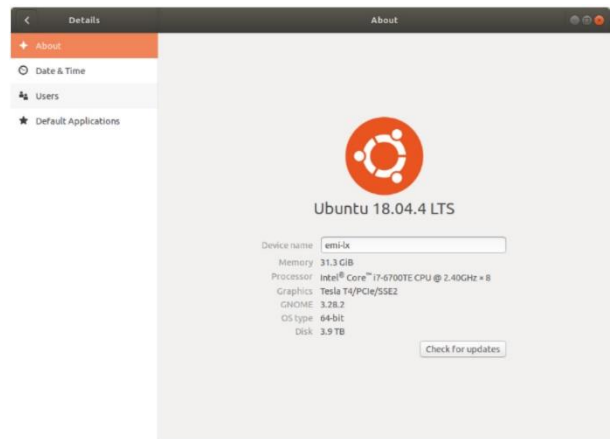 Details
About
About
Date & Time
Users
Default Applications
Ubuntu 18.04.4 LTS
Device name emi-lx
Memory 31.3 GiB
Processor Intel® Core™ i7-6700TE CPU @ 2.40GHz × 8
Graphics Tesla T4/PCIe/SSE2
GNOME 3.28.2
OS type 64-bit
Disk 3.9 TB
Check for updates